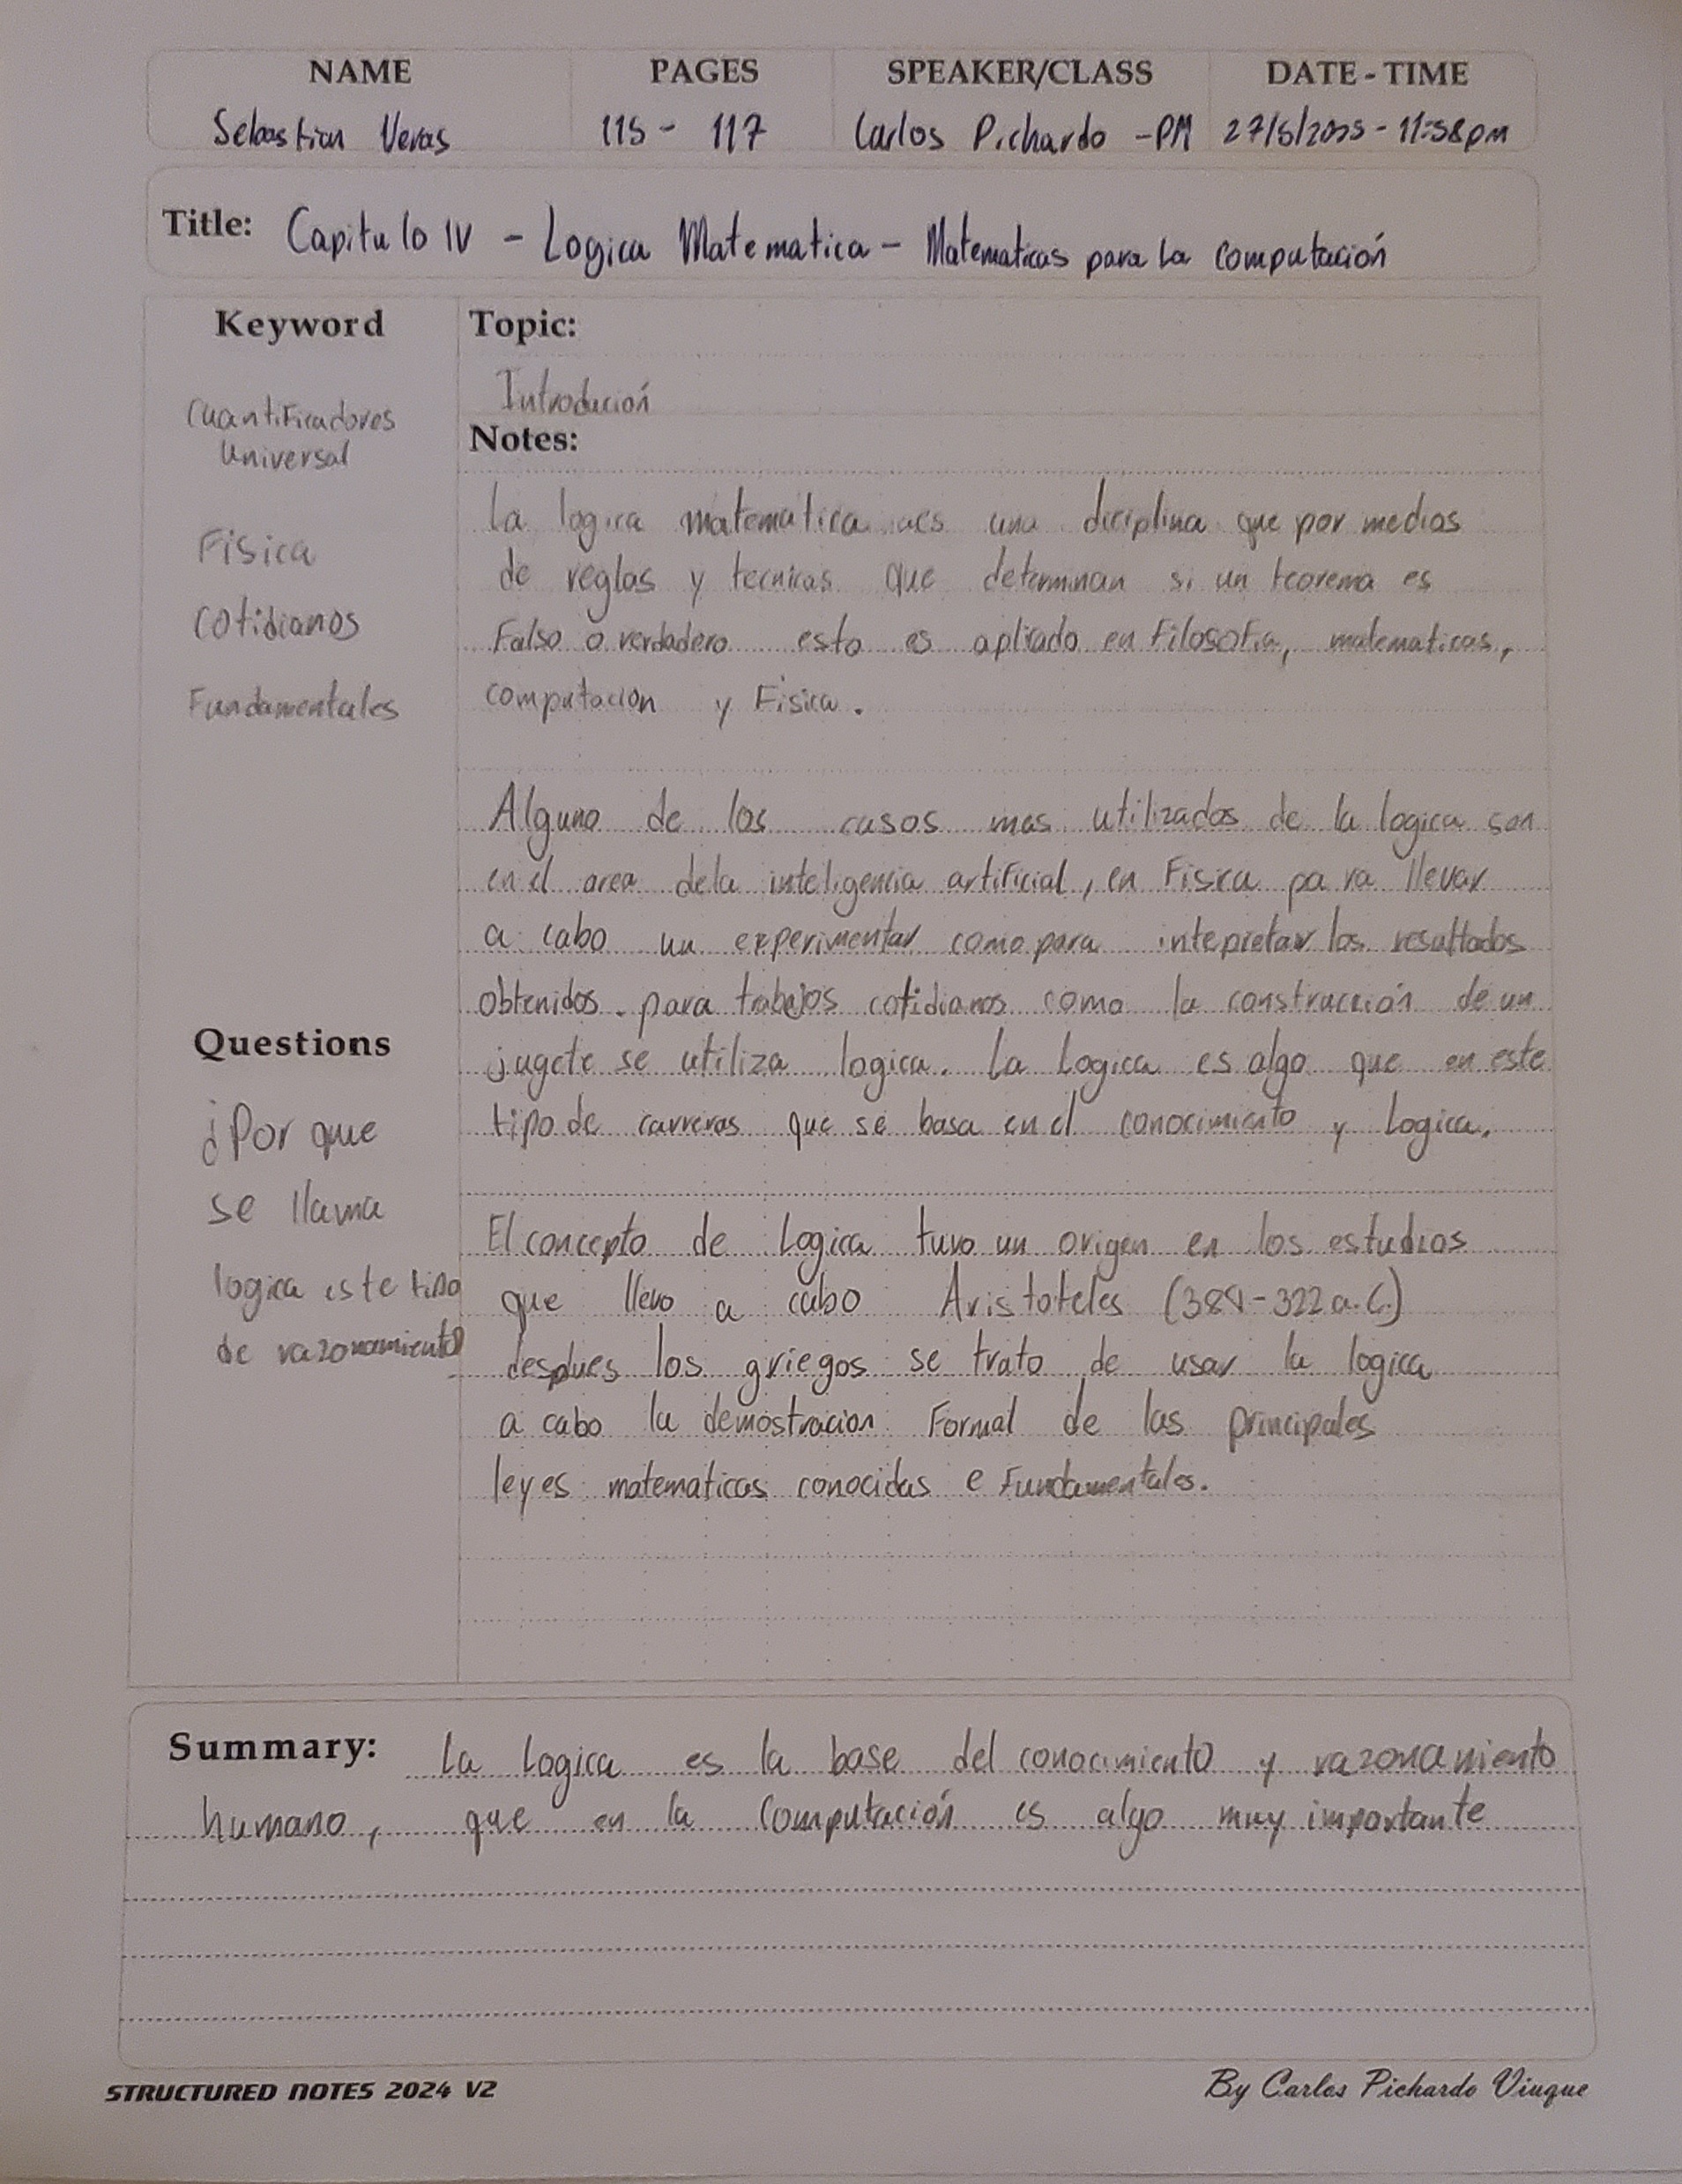 NAME PAGES SPEAKER/CLASS DATE - TIME
Sebastian Veras 115 - 117 Carlos Pichardo -PM 27/5/2025 - 11:58pm
Title: Capitulo IV - Logica Matematica - Matematicas para la computación
Keyword
Cuantificadores
Universal
Fisica
cotidianos
Fundamentales
Questions
¿Por que
se llama
logica este tipo
de razonamiento
Topic:
Introdución
Notes:
La logica matematica es una diciplina que por medios
de reglas y tecnicas que determinan si un teorema es
Falso o verdadero esto es aplicado en Filosofia, matematicas,
computacion y Fisica.
Alguno de los casos mas utilizados de la logica son
en el area dela inteligencia artificial, en Fisica para llevar
a cabo un experimentar como para intepretar los resultados
obtenidos. para trabajos cotidianos como la construcción de un
jugete se utiliza logica. La Logica es algo que en este
tipo de carreras que se basa en el conocimiento y Logica.
El concepto de Logica tuvo un origen en los estudios
que llevo a cabo Aristoteles (384-322 a.C.)
despues los griegos se trato de usar la logica
a cabo la demostracion Formal de las principales
leyes matematicas conocidas e Fundamentales.
Summary: La Logica es la base del conocimiento y razonamiento
humano, que en la Computación es algo muy importante
STRUCTURED NOTES 2024 V2
By Carlos Pichardo Viuque